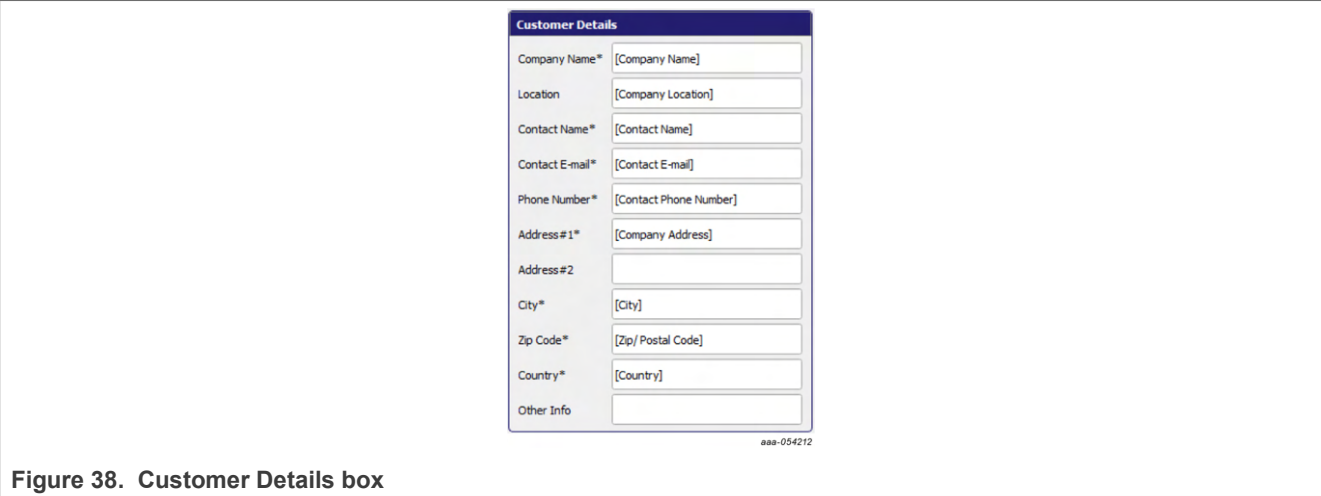 Customer Details
Company Name* [Company Name]
Location [Company Location]
Contact Name* [Contact Name]
Contact E-mail* [Contact E-mail]
Phone Number* [Contact Phone Number]
Address#1* [Company Address]
Address#2
City* [City]
Zip Code* [Zip/ Postal Code]
Country* [Country]
Other Info
aaa-054212
Figure 38. Customer Details box